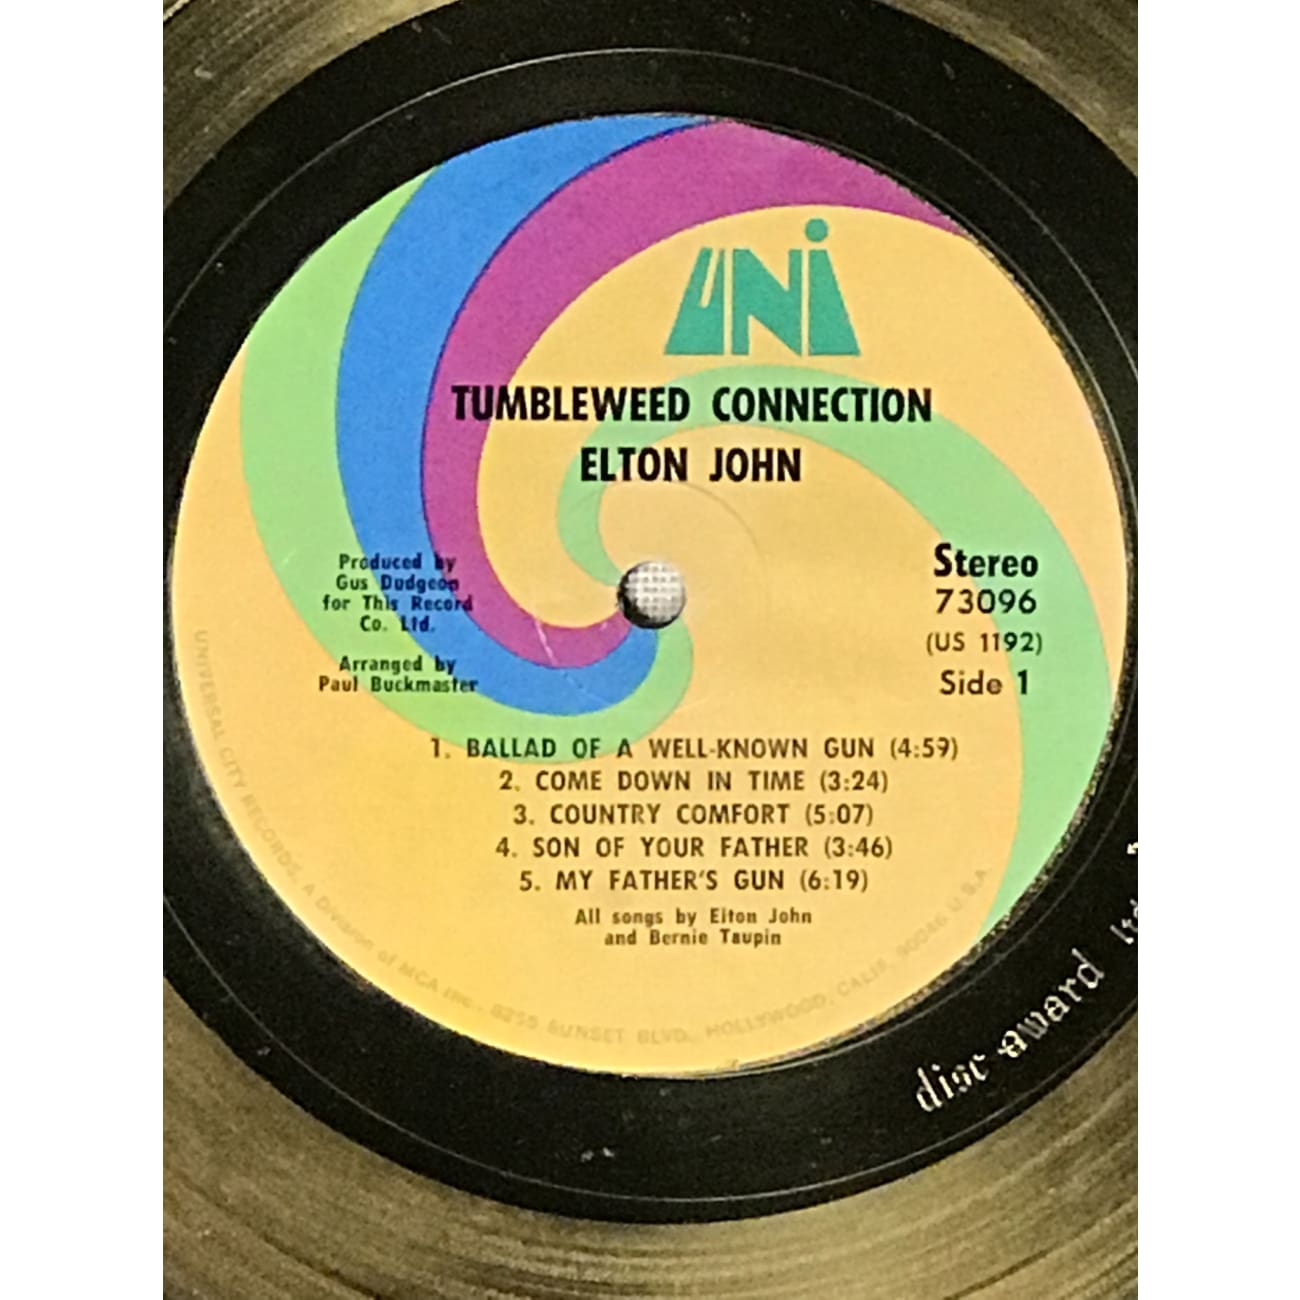 UNI
TUMBLEWEED CONNECTION
ELTON JOHN
Produced by
Gus Dudgeon
for This Record
Co. Ltd.
Arranged by
Paul Buckmaster
Stereo
73096
(US 1192)
Side 1
1. BALLAD OF A WELL-KNOWN GUN (4:59)
2. COME DOWN IN TIME (3:24)
3. COUNTRY COMFORT (5:07)
4. SON OF YOUR FATHER (3:46)
5. MY FATHER'S GUN (6:19)
All songs by Elton John
and Bernie Taupin
UNIVERSAL CITY RECORDS, A Division of MCA Inc., 8255 SUNSET BLVD., HOLLYWOOD, CALIF. 90046 U.S.A
disc award ltd